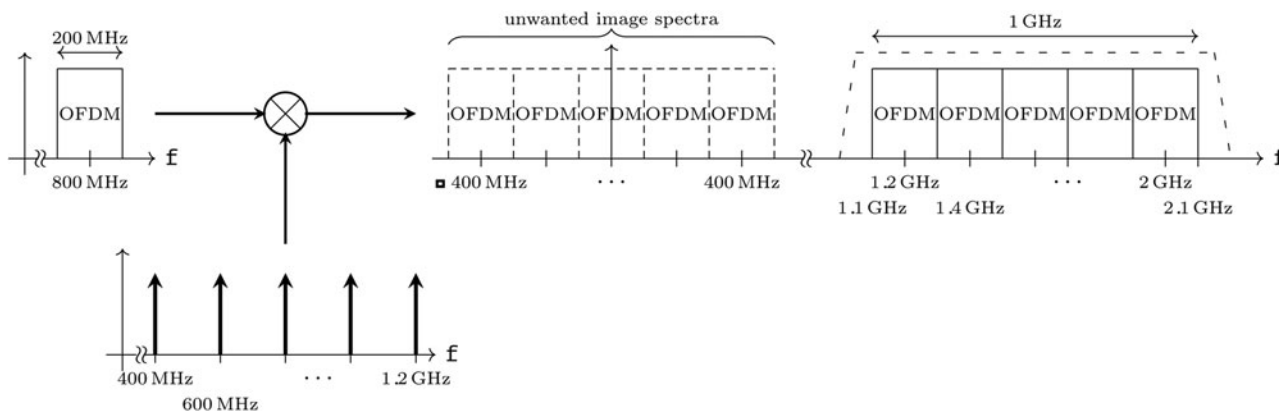 unwanted image spectra
200 MHz
1 GHz
OFDM
OFDM OFDM OFDM OFDM OFDM
OFDM OFDM OFDM OFDM OFDM
f
f
800 MHz
400 MHz ... 400 MHz
1.2 GHz ... 2 GHz
1.1 GHz 1.4 GHz 2.1 GHz
f
400 MHz ... 1.2 GHz
600 MHz